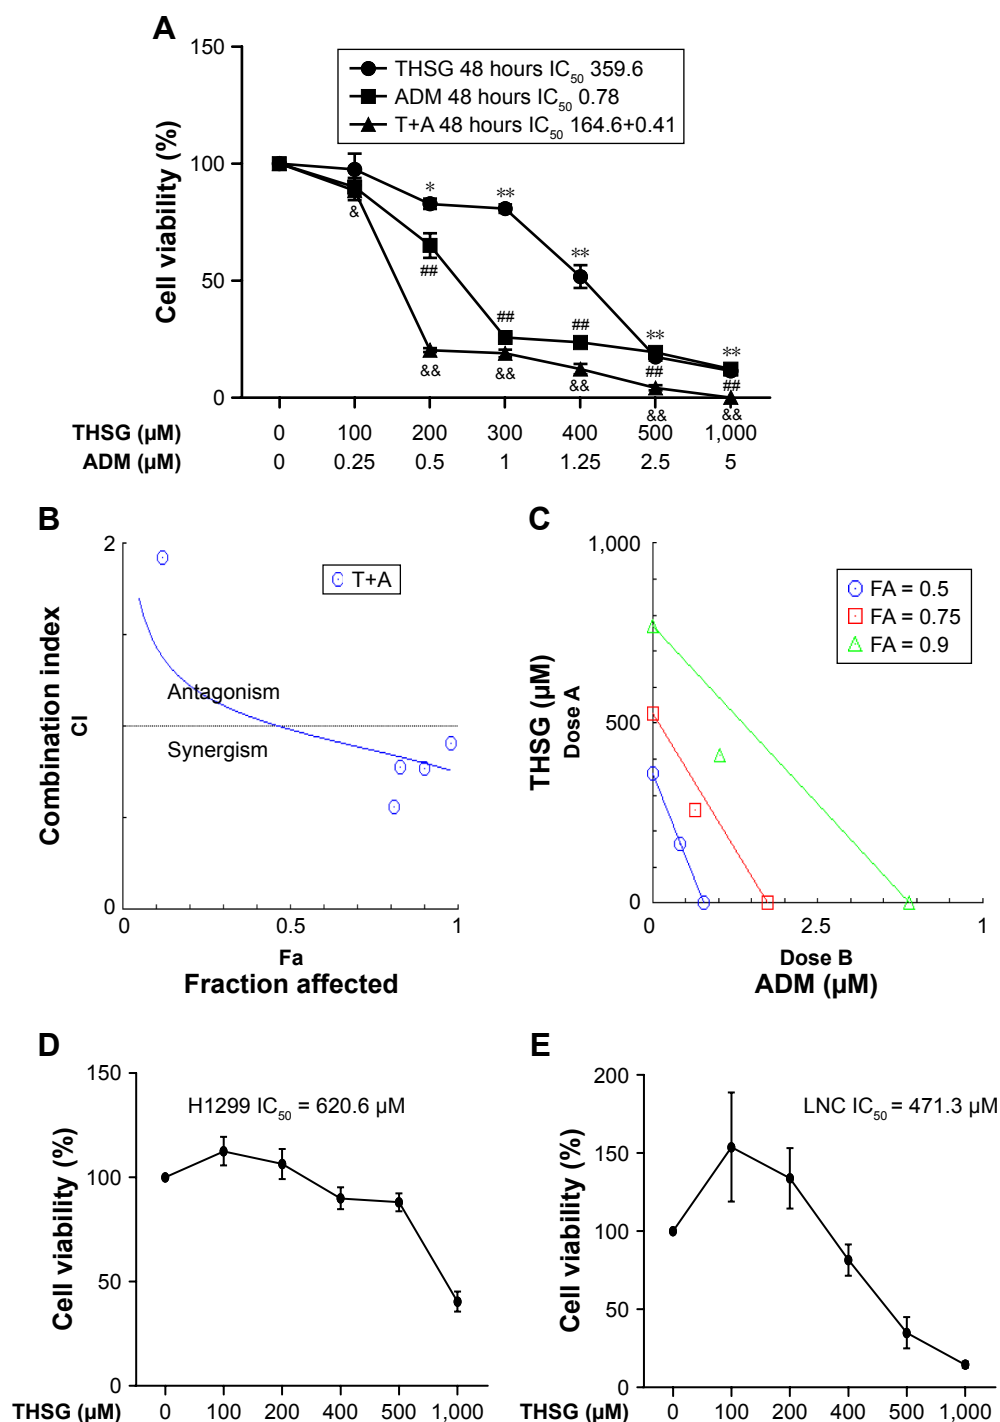 A
150
100
50
0
Cell viability (%)
THSG 48 hours IC50 359.6
ADM 48 hours IC50 0.78
T+A 48 hours IC50 164.6+0.41
* ** ** ** **
## ## ## ## ##
& && && && && &&
THSG (µM) 0 100 200 300 400 500 1,000
ADM (µM) 0 0.25 0.5 1 1.25 2.5 5
B
2
0
Combination index
CI
T+A
Antagonism
Synergism
0 0.5 1
Fa
Fraction affected
C
1,000
500
0
THSG (µM)
Dose A
FA = 0.5
FA = 0.75
FA = 0.9
0 2.5 1
Dose B
ADM (µM)
D
150
100
50
0
Cell viability (%)
H1299 IC50 = 620.6 µM
THSG (µM) 0 100 200 400 500 1,000
E
200
150
100
50
0
Cell viability (%)
LNC IC50 = 471.3 µM
THSG (µM) 0 100 200 400 500 1,000